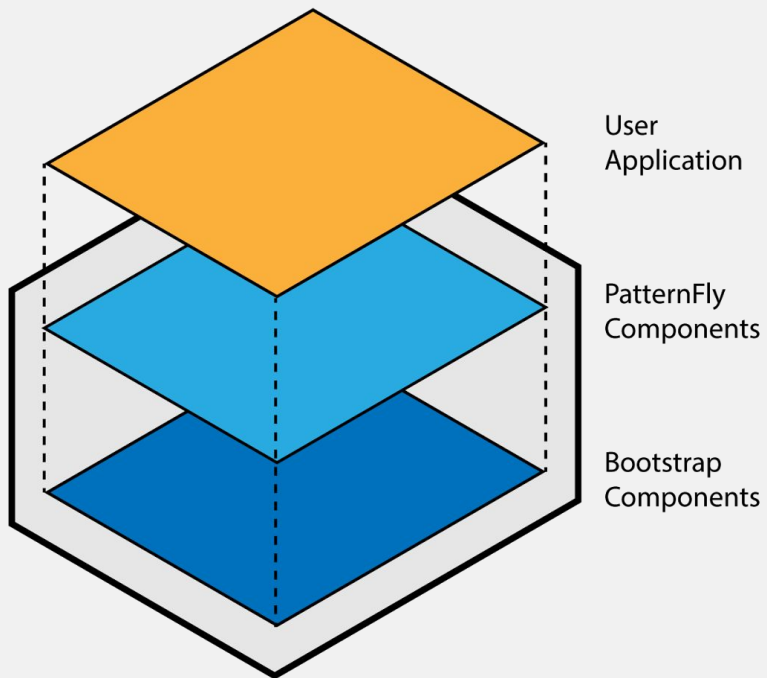 User
Application
PatternFly
Components
Bootstrap
Components